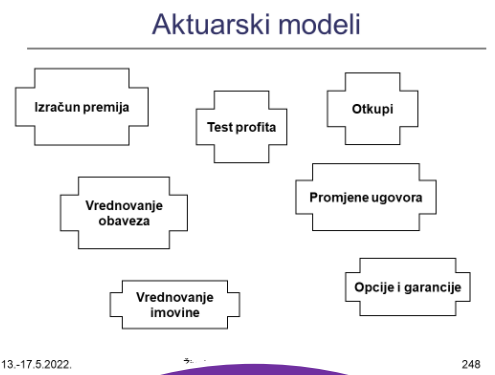 Aktuarski modeli
Izračun premija
Test profita
Otkupi
Vrednovanje
obaveza
Promjene ugovora
Vrednovanje
imovine
Opcije i garancije
13.-17.5.2022.
248